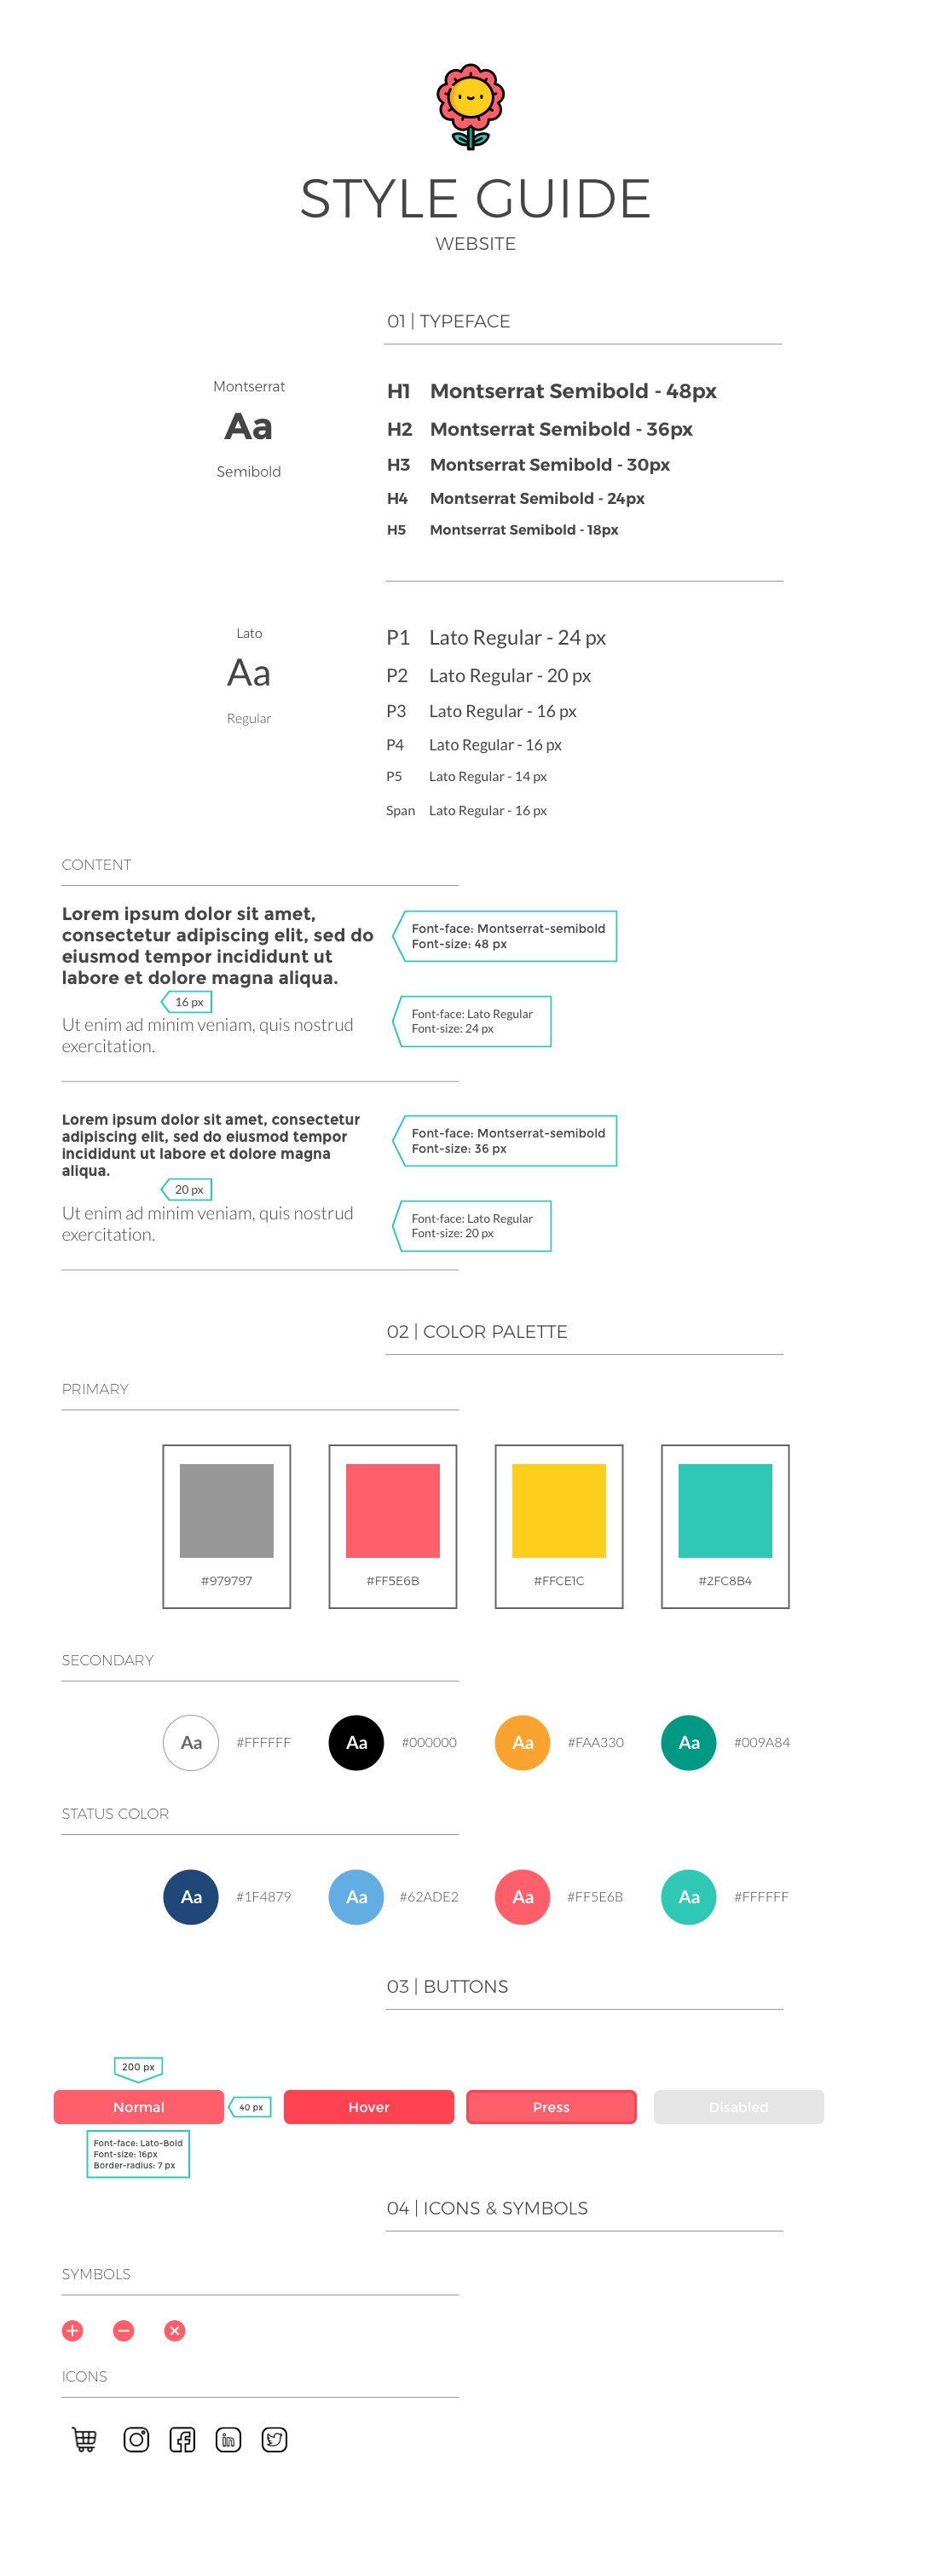 STYLE GUIDE
WEBSITE
01 | TYPEFACE
Montserrat
Aa
Semibold
H1 Montserrat Semibold - 48px
H2 Montserrat Semibold - 36px
H3 Montserrat Semibold - 30px
H4 Montserrat Semibold - 24px
H5 Montserrat Semibold - 18px
Lato
Aa
Regular
P1 Lato Regular - 24 px
P2 Lato Regular - 20 px
P3 Lato Regular - 16 px
P4 Lato Regular - 16 px
P5 Lato Regular - 14 px
Span Lato Regular - 16 px
CONTENT
Lorem ipsum dolor sit amet,
consectetur adipiscing elit, sed do
eiusmod tempor incididunt ut
labore et dolore magna aliqua.
Font-face: Montserrat-semibold
Font-size: 48 px
16 px
Ut enim ad minim veniam, quis nostrud
exercitation.
Font-face: Lato Regular
Font-size: 24 px
Lorem ipsum dolor sit amet, consectetur
adipiscing elit, sed do eiusmod tempor
incididunt ut labore et dolore magna
aliqua.
Font-face: Montserrat-semibold
Font-size: 36 px
20 px
Ut enim ad minim veniam, quis nostrud
exercitation.
Font-face: Lato Regular
Font-size: 20 px
02 | COLOR PALETTE
PRIMARY
#979797 #FF5E6B #FFCE1C #2FC8B4
SECONDARY
Aa #FFFFFF Aa #000000 Aa #FAA330 Aa #009A84
STATUS COLOR
Aa #1F4879 Aa #62ADE2 Aa #FF5E6B Aa #FFFFFF
03 | BUTTONS
200 px
Normal 40 px Hover Press Disabled
Font-face: Lato-Bold
Font-size: 16px
Border-radius: 7 px
04 | ICONS & SYMBOLS
SYMBOLS
ICONS
in